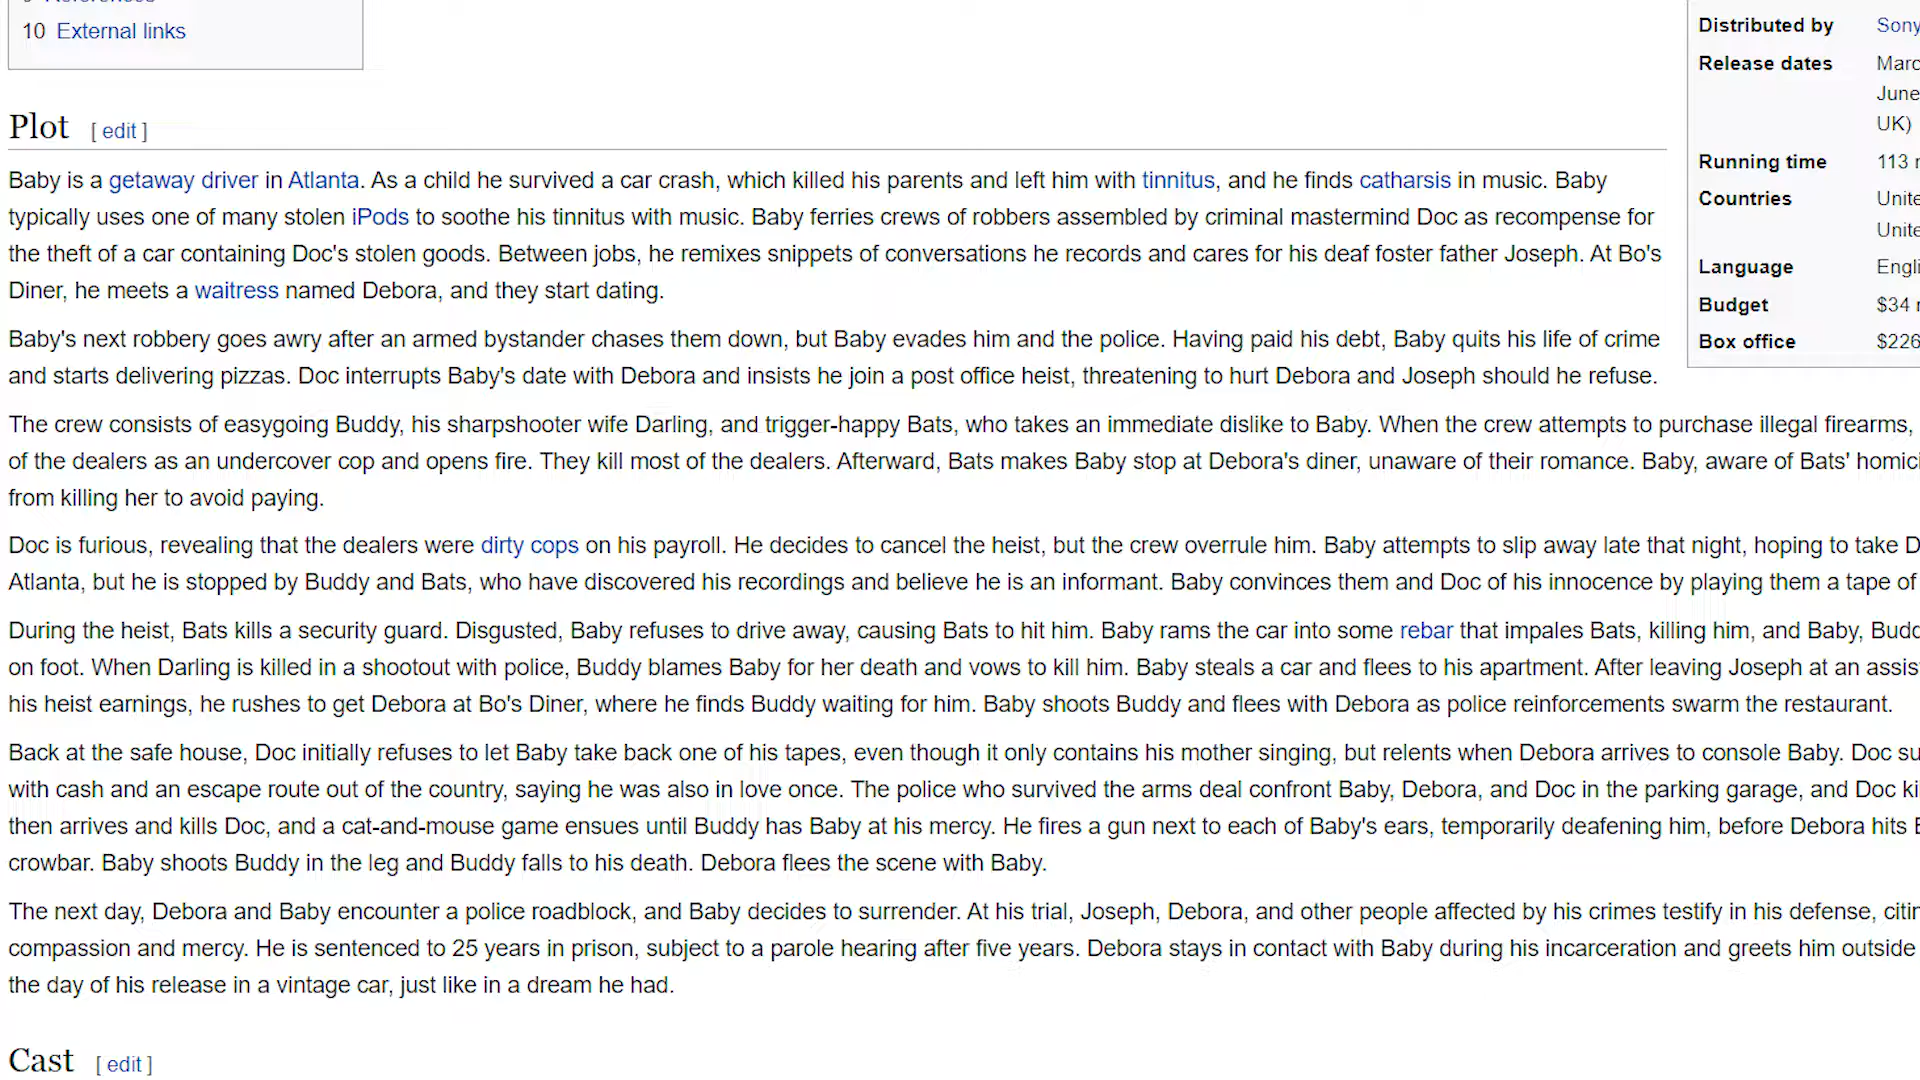 10 External links
Plot [ edit ]
Baby is a getaway driver in Atlanta. As a child he survived a car crash, which killed his parents and left him with tinnitus, and he finds catharsis in music. Baby
typically uses one of many stolen iPods to soothe his tinnitus with music. Baby ferries crews of robbers assembled by criminal mastermind Doc as recompense for
the theft of a car containing Doc's stolen goods. Between jobs, he remixes snippets of conversations he records and cares for his deaf foster father Joseph. At Bo's
Diner, he meets a waitress named Debora, and they start dating.
Baby's next robbery goes awry after an armed bystander chases them down, but Baby evades him and the police. Having paid his debt, Baby quits his life of crime
and starts delivering pizzas. Doc interrupts Baby's date with Debora and insists he join a post office heist, threatening to hurt Debora and Joseph should he refuse.
The crew consists of easygoing Buddy, his sharpshooter wife Darling, and trigger-happy Bats, who takes an immediate dislike to Baby. When the crew attempts to purchase illegal firearms,
of the dealers as an undercover cop and opens fire. They kill most of the dealers. Afterward, Bats makes Baby stop at Debora's diner, unaware of their romance. Baby, aware of Bats' homici
from killing her to avoid paying.
Doc is furious, revealing that the dealers were dirty cops on his payroll. He decides to cancel the heist, but the crew overrule him. Baby attempts to slip away late that night, hoping to take D
Atlanta, but he is stopped by Buddy and Bats, who have discovered his recordings and believe he is an informant. Baby convinces them and Doc of his innocence by playing them a tape of
During the heist, Bats kills a security guard. Disgusted, Baby refuses to drive away, causing Bats to hit him. Baby rams the car into some rebar that impales Bats, killing him, and Baby, Budd
on foot. When Darling is killed in a shootout with police, Buddy blames Baby for her death and vows to kill him. Baby steals a car and flees to his apartment. After leaving Joseph at an assis
his heist earnings, he rushes to get Debora at Bo's Diner, where he finds Buddy waiting for him. Baby shoots Buddy and flees with Debora as police reinforcements swarm the restaurant.
Back at the safe house, Doc initially refuses to let Baby take back one of his tapes, even though it only contains his mother singing, but relents when Debora arrives to console Baby. Doc su
with cash and an escape route out of the country, saying he was also in love once. The police who survived the arms deal confront Baby, Debora, and Doc in the parking garage, and Doc ki
then arrives and kills Doc, and a cat-and-mouse game ensues until Buddy has Baby at his mercy. He fires a gun next to each of Baby's ears, temporarily deafening him, before Debora hits
crowbar. Baby shoots Buddy in the leg and Buddy falls to his death. Debora flees the scene with Baby.
The next day, Debora and Baby encounter a police roadblock, and Baby decides to surrender. At his trial, Joseph, Debora, and other people affected by his crimes testify in his defense, citin
compassion and mercy. He is sentenced to 25 years in prison, subject to a parole hearing after five years. Debora stays in contact with Baby during his incarceration and greets him outside
the day of his release in a vintage car, just like in a dream he had.
Cast [ edit ]
Distributed by Sony
Release dates Marc
June
UK)
Running time 113
Countries Unite
Unite
Language Engli
Budget $34
Box office $226